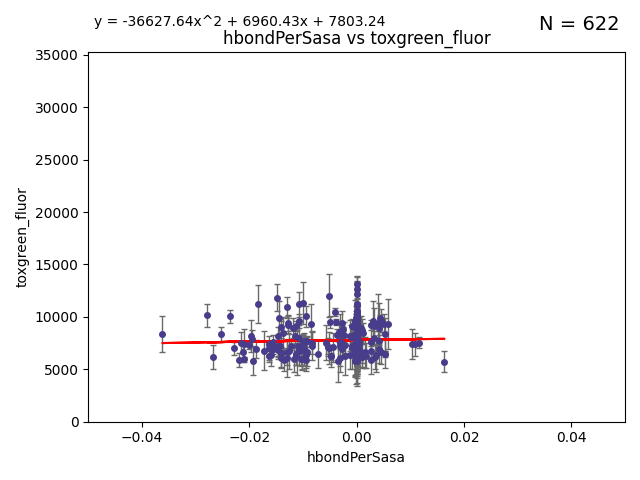 y = -36627.64x^2 + 6960.43x + 7803.24
N = 622
hbondPerSasa vs toxgreen_fluor
toxgreen_fluor
35000
30000
25000
20000
15000
10000
5000
0
−0.04
−0.02
0.00
0.02
0.04
hbondPerSasa